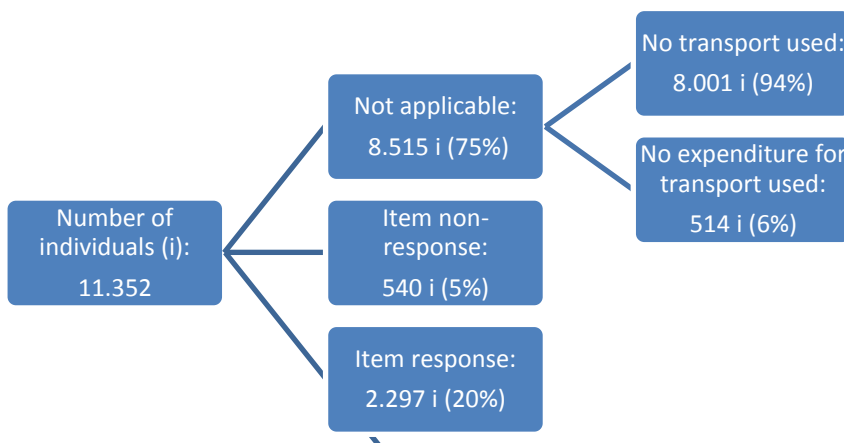 Number of
individuals (i):
11.352
Not applicable:
8.515 i (75%)
Item non-
response:
540 i (5%)
Item response:
2.297 i (20%)
No transport used:
8.001 i (94%)
No expenditure for
transport used:
514 i (6%)